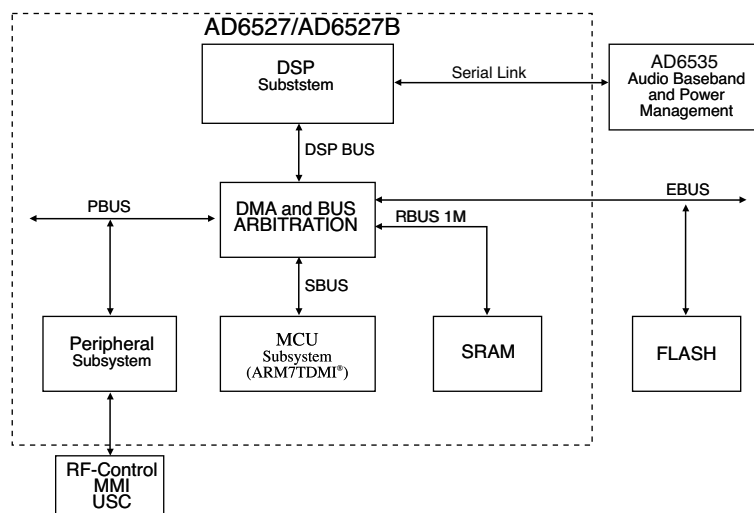 AD6527/AD6527B
DSP
Subststem
Serial Link
AD6535
Audio Baseband
and Power
Management
DSP BUS
PBUS
DMA and BUS
ARBITRATION
EBUS
RBUS 1M
SBUS
Peripheral
Subsystem
MCU
Subsystem
(ARM7TDMI®)
SRAM
FLASH
RF-Control
MMI
USC